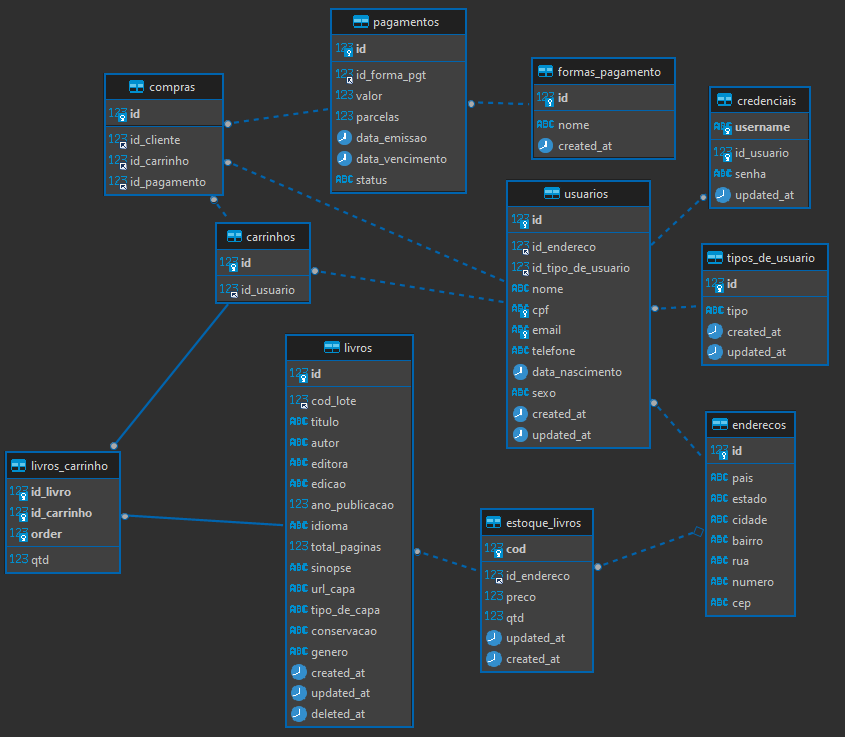 pagamentos
123 id
123 id_forma_pgt
123 valor
123 parcelas
data_emissao
data_vencimento
ABC status
compras
123 id
123 id_cliente
123 id_carrinho
123 id_pagamento
formas_pagamento
123 id
ABC nome
created_at
credenciais
ABC username
123 id_usuario
ABC senha
updated_at
usuarios
123 id
123 id_endereco
123 id_tipo_de_usuario
ABC nome
ABC cpf
ABC email
ABC telefone
data_nascimento
ABC sexo
created_at
updated_at
carrinhos
123 id
123 id_usuario
tipos_de_usuario
123 id
ABC tipo
created_at
updated_at
livros
123 id
123 cod_lote
ABC titulo
ABC autor
ABC editora
ABC edicao
123 ano_publicacao
ABC idioma
123 total_paginas
ABC sinopse
ABC url_capa
ABC tipo_de_capa
ABC conservacao
ABC genero
created_at
updated_at
deleted_at
enderecos
123 id
ABC pais
ABC estado
ABC cidade
ABC bairro
ABC rua
ABC numero
ABC cep
livros_carrinho
123 id_livro
123 id_carrinho
123 order
123 qtd
estoque_livros
123 cod
123 id_endereco
123 preco
123 qtd
updated_at
created_at